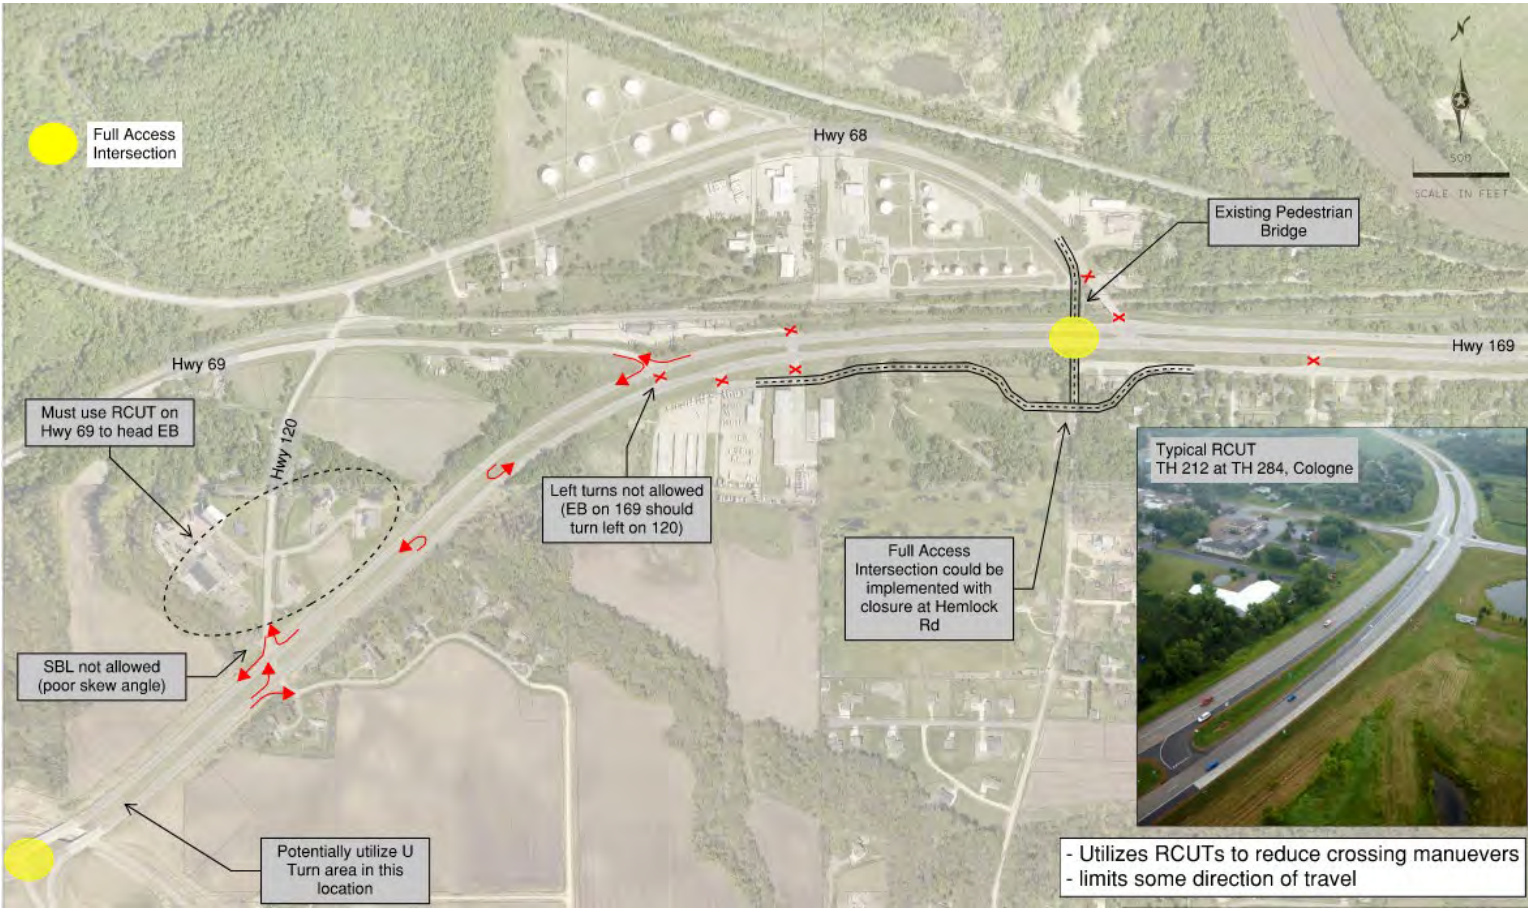 Full Access
Intersection
Hwy 68
N
500
SCALE IN FEET
Existing Pedestrian
Bridge
Hwy 169
Hwy 69
Must use RCUT on
Hwy 69 to head EB
Hwy 120
Left turns not allowed
(EB on 169 should
turn left on 120)
Typical RCUT
TH 212 at TH 284, Cologne
Full Access
Intersection could be
implemented with
closure at Hemlock
Rd
SBL not allowed
(poor skew angle)
Potentially utilize U
Turn area in this
location
- Utilizes RCUTs to reduce crossing manuevers
- limits some direction of travel